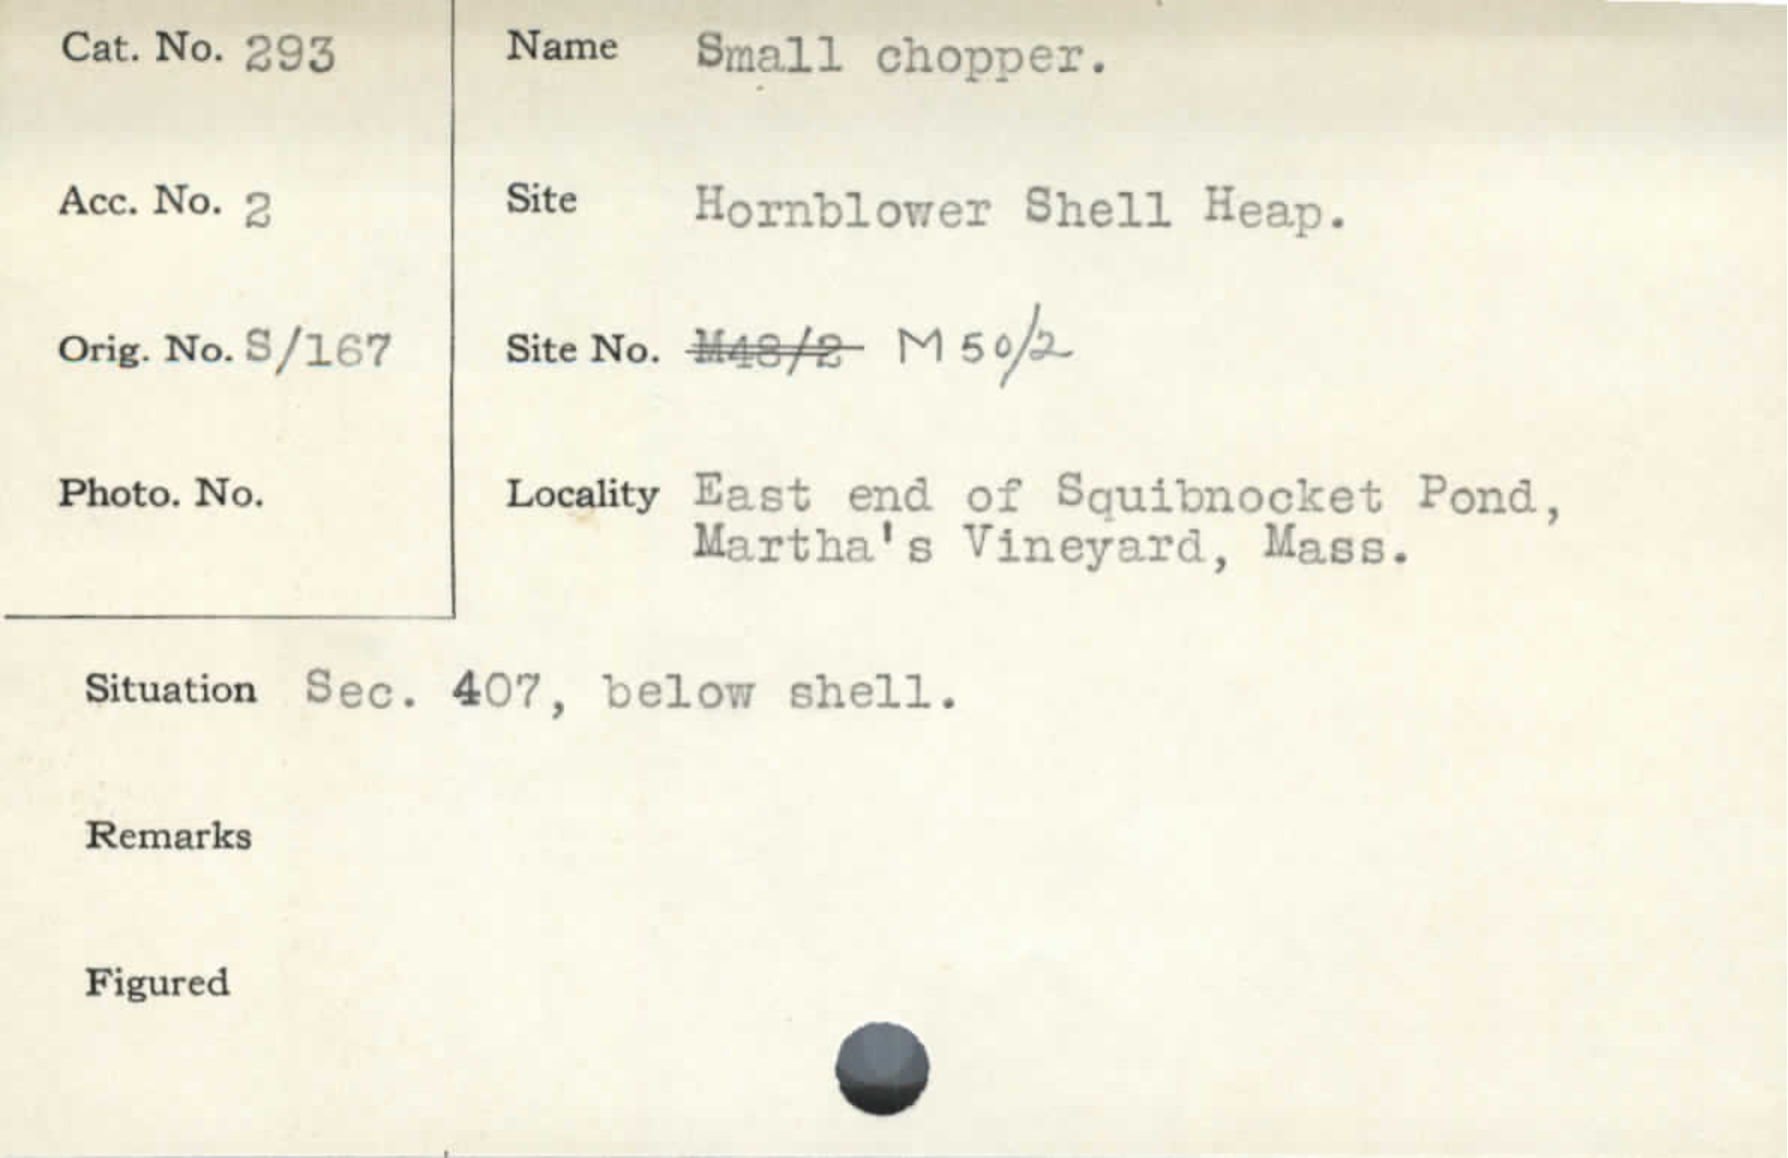 Cat. No. 293
Name Small chopper.
Acc. No. 2
Site Hornblower Shell Heap.
Orig. No. S/167
Site No. M48/2 M 50/2
Photo. No.
Locality East end of Squibnocket Pond,
Martha's Vineyard, Mass.
Situation Sec. 407, below shell.
Remarks
Figured